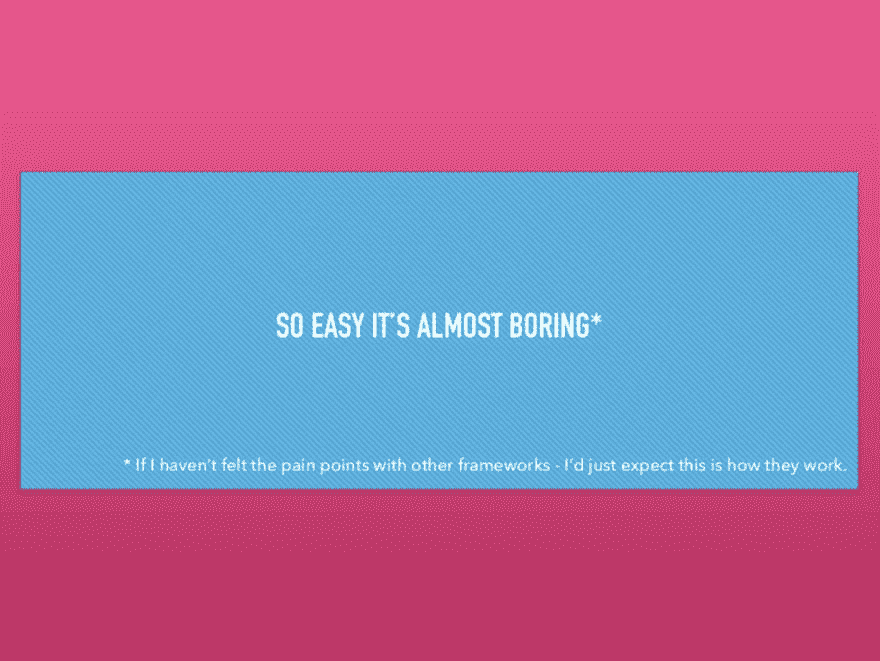 SO EASY IT'S ALMOST BORING*
* If I haven't felt the pain points with other frameworks - I'd just expect this is how they work.